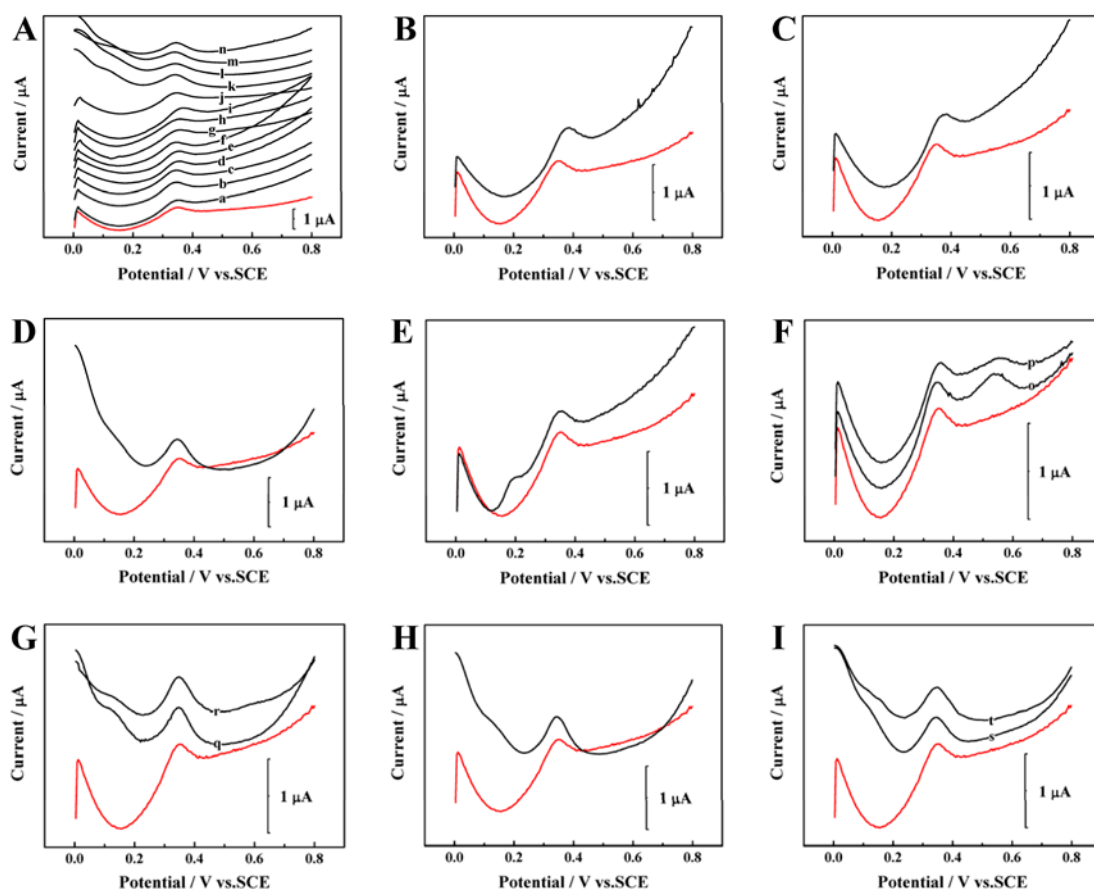 A
Current / μA
n
m
l
k
j
i
h
g
f
e
d
c
b
a
1 μA
0.0 0.2 0.4 0.6 0.8
Potential / V vs.SCE
B
Current / μA
1 μA
0.0 0.2 0.4 0.6 0.8
Potential / V vs.SCE
C
Current / μA
1 μA
0.0 0.2 0.4 0.6 0.8
Potential / V vs.SCE
D
Current / μA
1 μA
0.0 0.2 0.4 0.6 0.8
Potential / V vs.SCE
E
Current / μA
1 μA
0.0 0.2 0.4 0.6 0.8
Potential / V vs.SCE
F
Current / μA
p
o
1 μA
0.0 0.2 0.4 0.6 0.8
Potential / V vs.SCE
G
Current / μA
r
q
1 μA
0.0 0.2 0.4 0.6 0.8
Potential / V vs.SCE
H
Current / μA
1 μA
0.0 0.2 0.4 0.6 0.8
Potential / V vs.SCE
I
Current / μA
t
s
1 μA
0.0 0.2 0.4 0.6 0.8
Potential / V vs.SCE